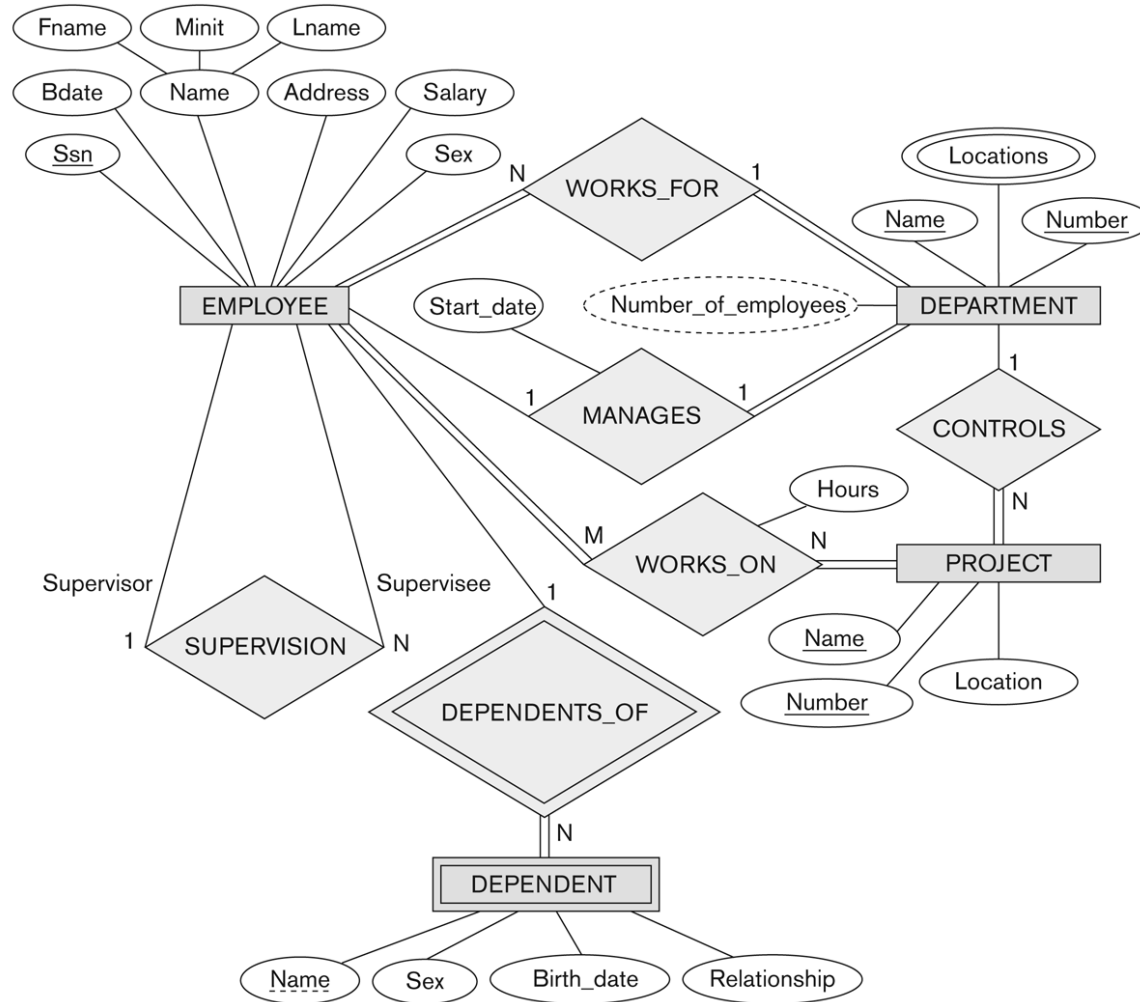 Fname
Minit
Lname
Bdate
Name
Address
Salary
Ssn
Sex
N
WORKS_FOR
1
Locations
Name
Number
EMPLOYEE
Start_date
Number_of_employees
DEPARTMENT
1
MANAGES
1
1
CONTROLS
N
Hours
M
WORKS_ON
N
PROJECT
Supervisor
Supervisee
1
SUPERVISION
N
1
Name
Number
Location
DEPENDENTS_OF
N
DEPENDENT
Name
Sex
Birth_date
Relationship